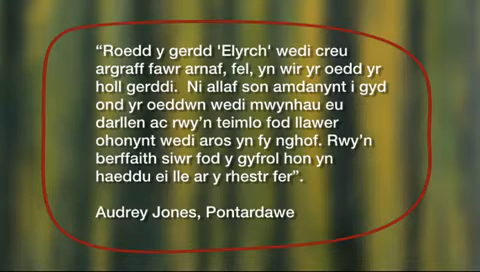 “Roedd y gerdd 'Elyrch' wedi creu
argraff fawr arnaf, fel, yn wir yr oedd yr
holl gerddi. Ni allaf son amdanynt i gyd
ond yr oeddwn wedi mwynhau eu
darllen ac rwy’n teimlo fod llawer
ohonynt wedi aros yn fy nghof. Rwy’n
berffaith siwr fod y gyfrol hon yn
haeddu ei lle ar y rhestr fer”.
Audrey Jones, Pontardawe